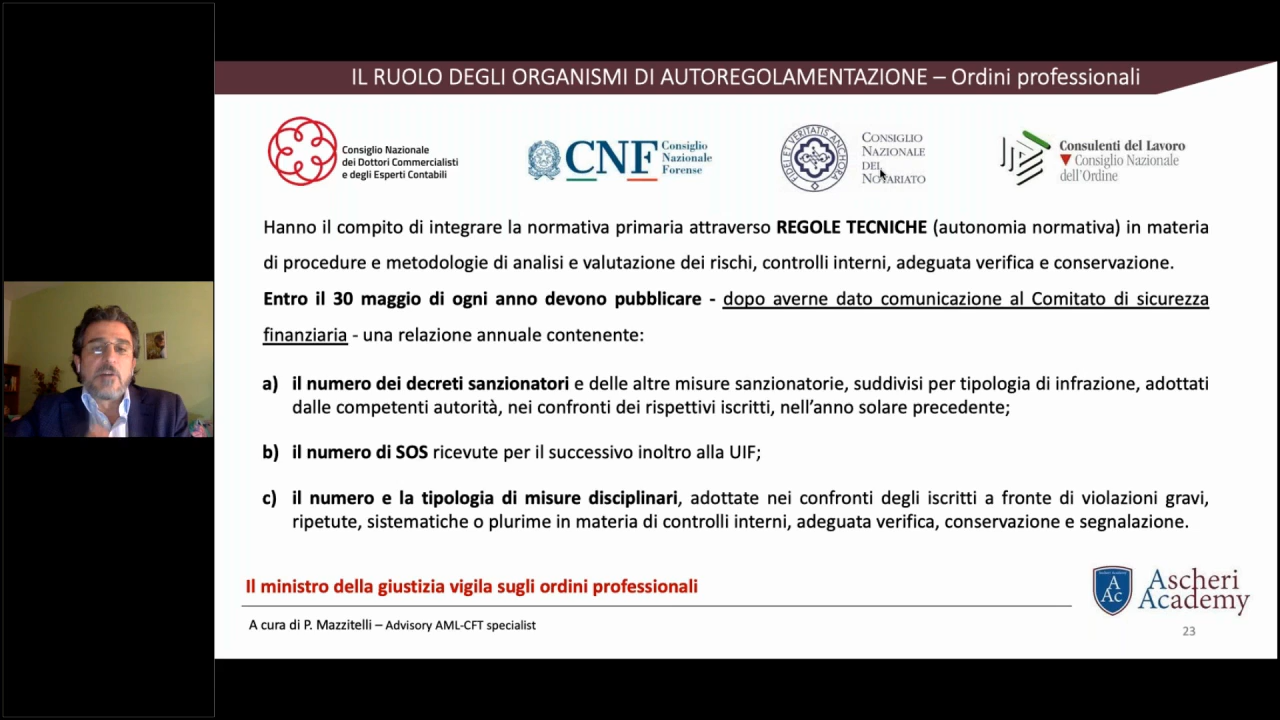 IL RUOLO DEGLI ORGANISMI DI AUTOREGOLAMENTAZIONE – Ordini professionali
Consiglio Nazionale
dei Dottori Commercialisti
e degli Esperti Contabili
CNF Consiglio
Nazionale
Forense
FIDEI ET VERITATIS ANCHORA
CONSIGLIO
NAZIONALE
DEL
NOTARIATO
Consulenti del Lavoro
Consiglio Nazionale
dell'Ordine
Hanno il compito di integrare la normativa primaria attraverso REGOLE TECNICHE (autonomia normativa) in materia
di procedure e metodologie di analisi e valutazione dei rischi, controlli interni, adeguata verifica e conservazione.
Entro il 30 maggio di ogni anno devono pubblicare - dopo averne dato comunicazione al Comitato di sicurezza
finanziaria - una relazione annuale contenente:
a) il numero dei decreti sanzionatori e delle altre misure sanzionatorie, suddivisi per tipologia di infrazione, adottati
dalle competenti autorità, nei confronti dei rispettivi iscritti, nell'anno solare precedente;
b) il numero di SOS ricevute per il successivo inoltro alla UIF;
c) il numero e la tipologia di misure disciplinari, adottate nei confronti degli iscritti a fronte di violazioni gravi,
ripetute, sistematiche o plurime in materia di controlli interni, adeguata verifica, conservazione e segnalazione.
Il ministro della giustizia vigila sugli ordini professionali
A cura di P. Mazzitelli – Advisory AML-CFT specialist
A
Ac
Ascheri
Academy
23